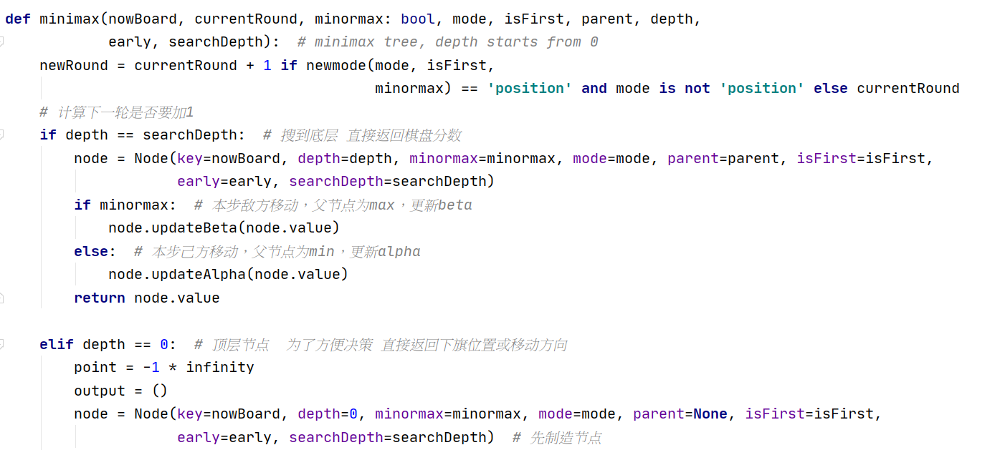 def minimax(nowBoard, currentRound, minormax: bool, mode, isFirst, parent, depth,
            early, searchDepth):  # minimax tree, depth starts from 0
    newRound = currentRound + 1 if newmode(mode, isFirst,
                                           minormax) == 'position' and mode is not 'position' else currentRound
    # 计算下一轮是否要加1
    if depth == searchDepth:  # 搜到底层 直接返回棋盘分数
        node = Node(key=nowBoard, depth=depth, minormax=minormax, mode=mode, parent=parent, isFirst=isFirst,
                    early=early, searchDepth=searchDepth)
        if minormax:  # 本步敌方移动，父节点为max，更新beta
            node.updateBeta(node.value)
        else:  # 本步己方移动，父节点为min，更新alpha
            node.updateAlpha(node.value)
        return node.value

    elif depth == 0:  # 顶层节点  为了方便决策 直接返回下旗位置或移动方向
        point = -1 * infinity
        output = ()
        node = Node(key=nowBoard, depth=0, minormax=minormax, mode=mode, parent=None, isFirst=isFirst,
                    early=early, searchDepth=searchDepth)  # 先制造节点